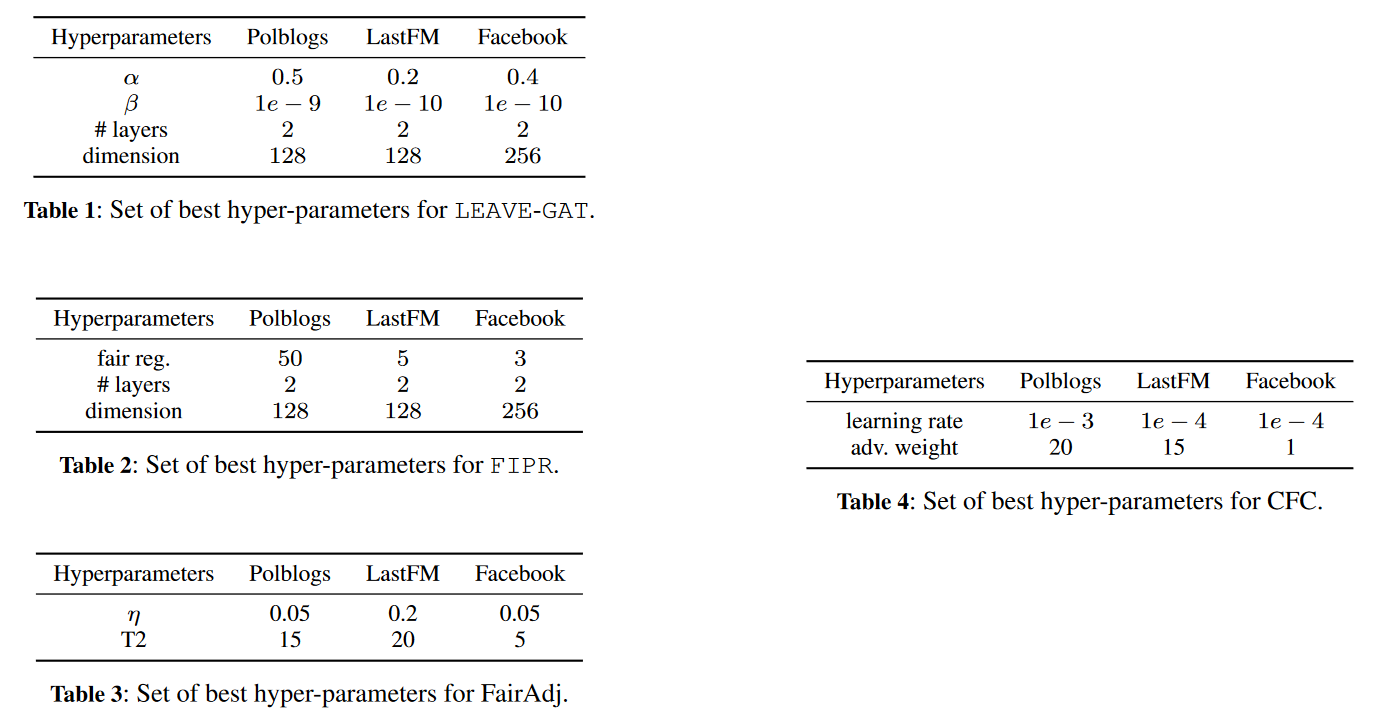 Hyperparameters Polblogs LastFM Facebook
α 0.5 0.2 0.4
β 1e − 9 1e − 10 1e − 10
# layers 2 2 2
dimension 128 128 256
Table 1: Set of best hyper-parameters for LEAVE-GAT.
Hyperparameters Polblogs LastFM Facebook
fair reg. 50 5 3
# layers 2 2 2
dimension 128 128 256
Table 2: Set of best hyper-parameters for FIPR.
Hyperparameters Polblogs LastFM Facebook
η 0.05 0.2 0.05
T2 15 20 5
Table 3: Set of best hyper-parameters for FairAdj.
Hyperparameters Polblogs LastFM Facebook
learning rate 1e − 3 1e − 4 1e − 4
adv. weight 20 15 1
Table 4: Set of best hyper-parameters for CFC.